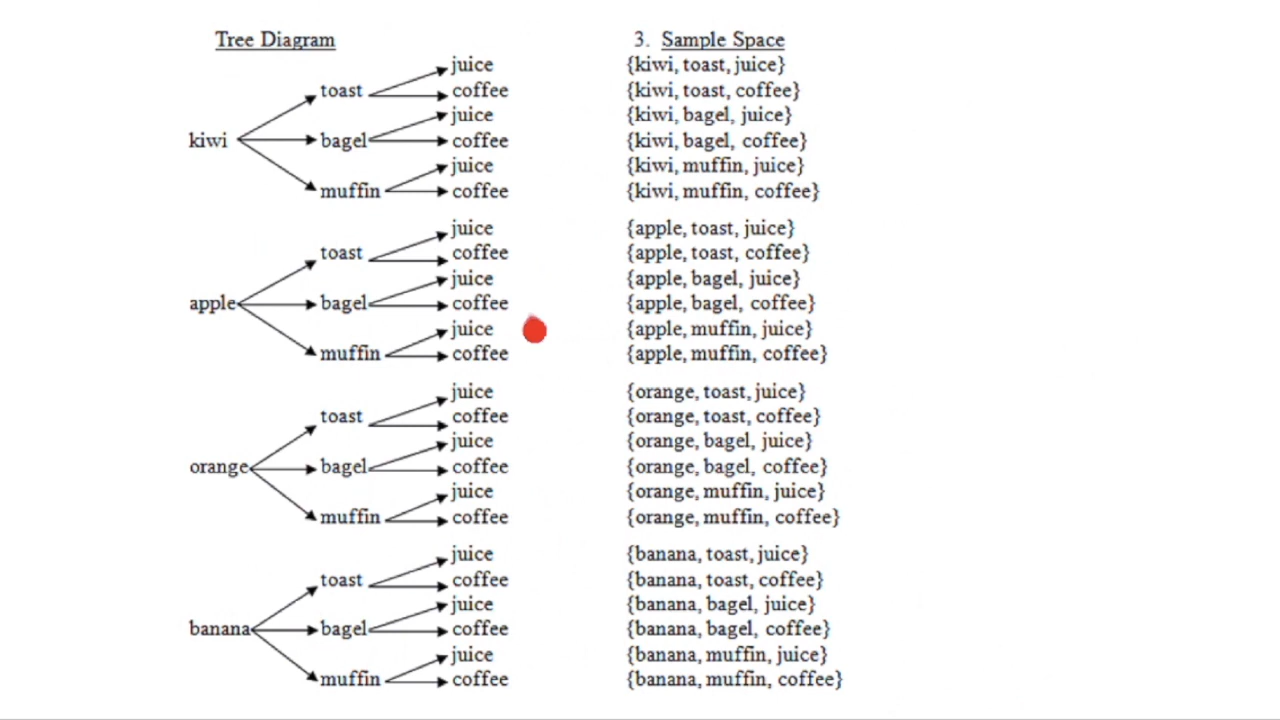 Tree Diagram
3. Sample Space
juice
{kiwi, toast, juice}
toast
coffee
{kiwi, toast, coffee}
juice
{kiwi, bagel, juice}
kiwi
bagel
coffee
{kiwi, bagel, coffee}
juice
{kiwi, muffin, juice}
muffin
coffee
{kiwi, muffin, coffee}
juice
{apple, toast, juice}
toast
coffee
{apple, toast, coffee}
juice
{apple, bagel, juice}
apple
bagel
coffee
{apple, bagel, coffee}
juice
{apple, muffin, juice}
muffin
coffee
{apple, muffin, coffee}
juice
{orange, toast, juice}
toast
coffee
{orange, toast, coffee}
juice
{orange, bagel, juice}
orange
bagel
coffee
{orange, bagel, coffee}
juice
{orange, muffin, juice}
muffin
coffee
{orange, muffin, coffee}
juice
{banana, toast, juice}
toast
coffee
{banana, toast, coffee}
juice
{banana, bagel, juice}
banana
bagel
coffee
{banana, bagel, coffee}
juice
{banana, muffin, juice}
muffin
coffee
{banana, muffin, coffee}